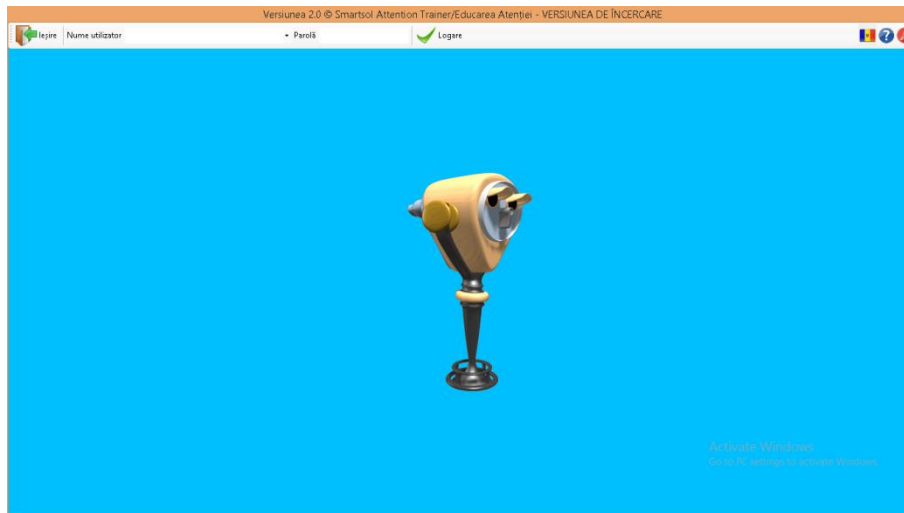 Versiunea 2.0 © Smartsol Attention Trainer/Educarea Atenției - VERSIUNEA DE ÎNCERCARE
Ieșire Nume utilizator Parolă Logare
Activate Windows
Go to PC settings to activate Windows.